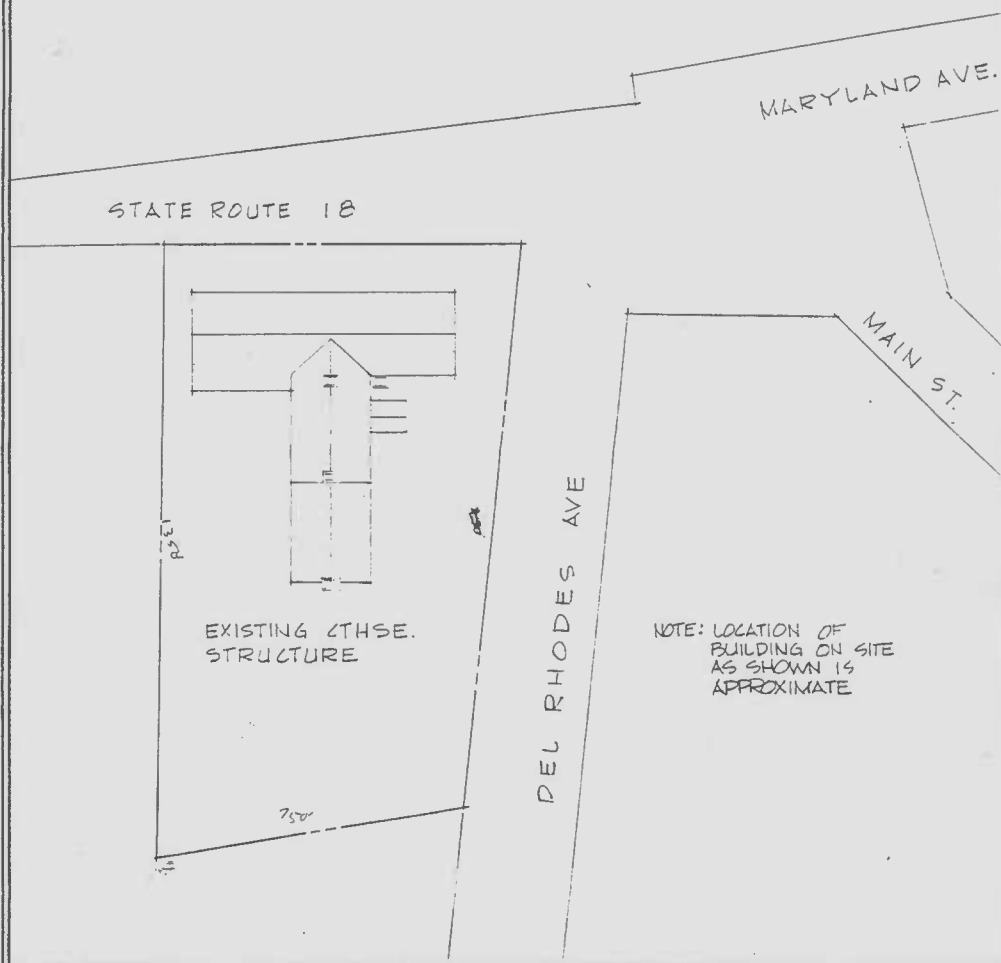 MARYLAND AVE.
STATE ROUTE 18
MAIN ST.
DEL RHODES AVE
EXISTING CTHSE.
STRUCTURE
NOTE: LOCATION OF
BUILDING ON SITE
AS SHOWN IS
APPROXIMATE